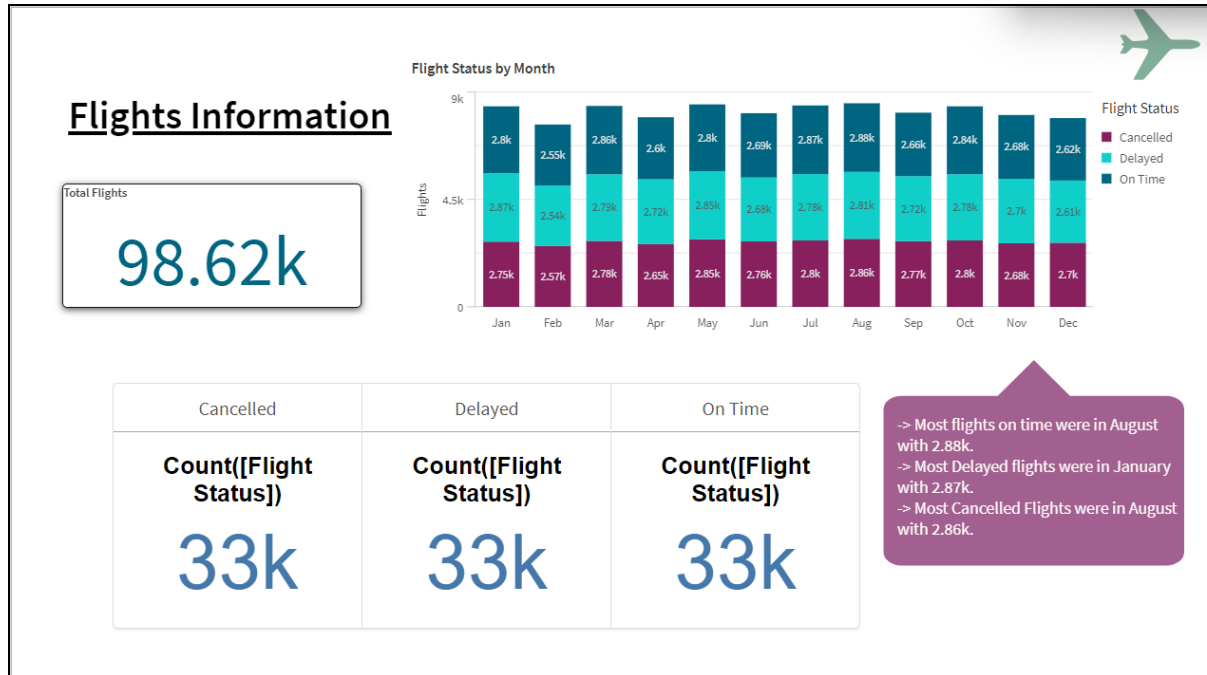 Flights Information
Total Flights
98.62k
Flight Status by Month
Flights
9k
4.5k
0
2.8k
2.55k
2.86k
2.6k
2.8k
2.69k
2.87k
2.88k
2.66k
2.84k
2.68k
2.62k
2.87k
2.54k
2.79k
2.72k
2.85k
2.68k
2.78k
2.81k
2.72k
2.78k
2.7k
2.61k
2.75k
2.57k
2.78k
2.65k
2.85k
2.76k
2.8k
2.86k
2.77k
2.8k
2.68k
2.7k
Jan
Feb
Mar
Apr
May
Jun
Jul
Aug
Sep
Oct
Nov
Dec
Flight Status
Cancelled
Delayed
On Time
Cancelled
Count([Flight
Status])
33k
Delayed
Count([Flight
Status])
33k
On Time
Count([Flight
Status])
33k
-> Most flights on time were in August
with 2.88k.
-> Most Delayed flights were in January
with 2.87k.
-> Most Cancelled Flights were in August
with 2.86k.